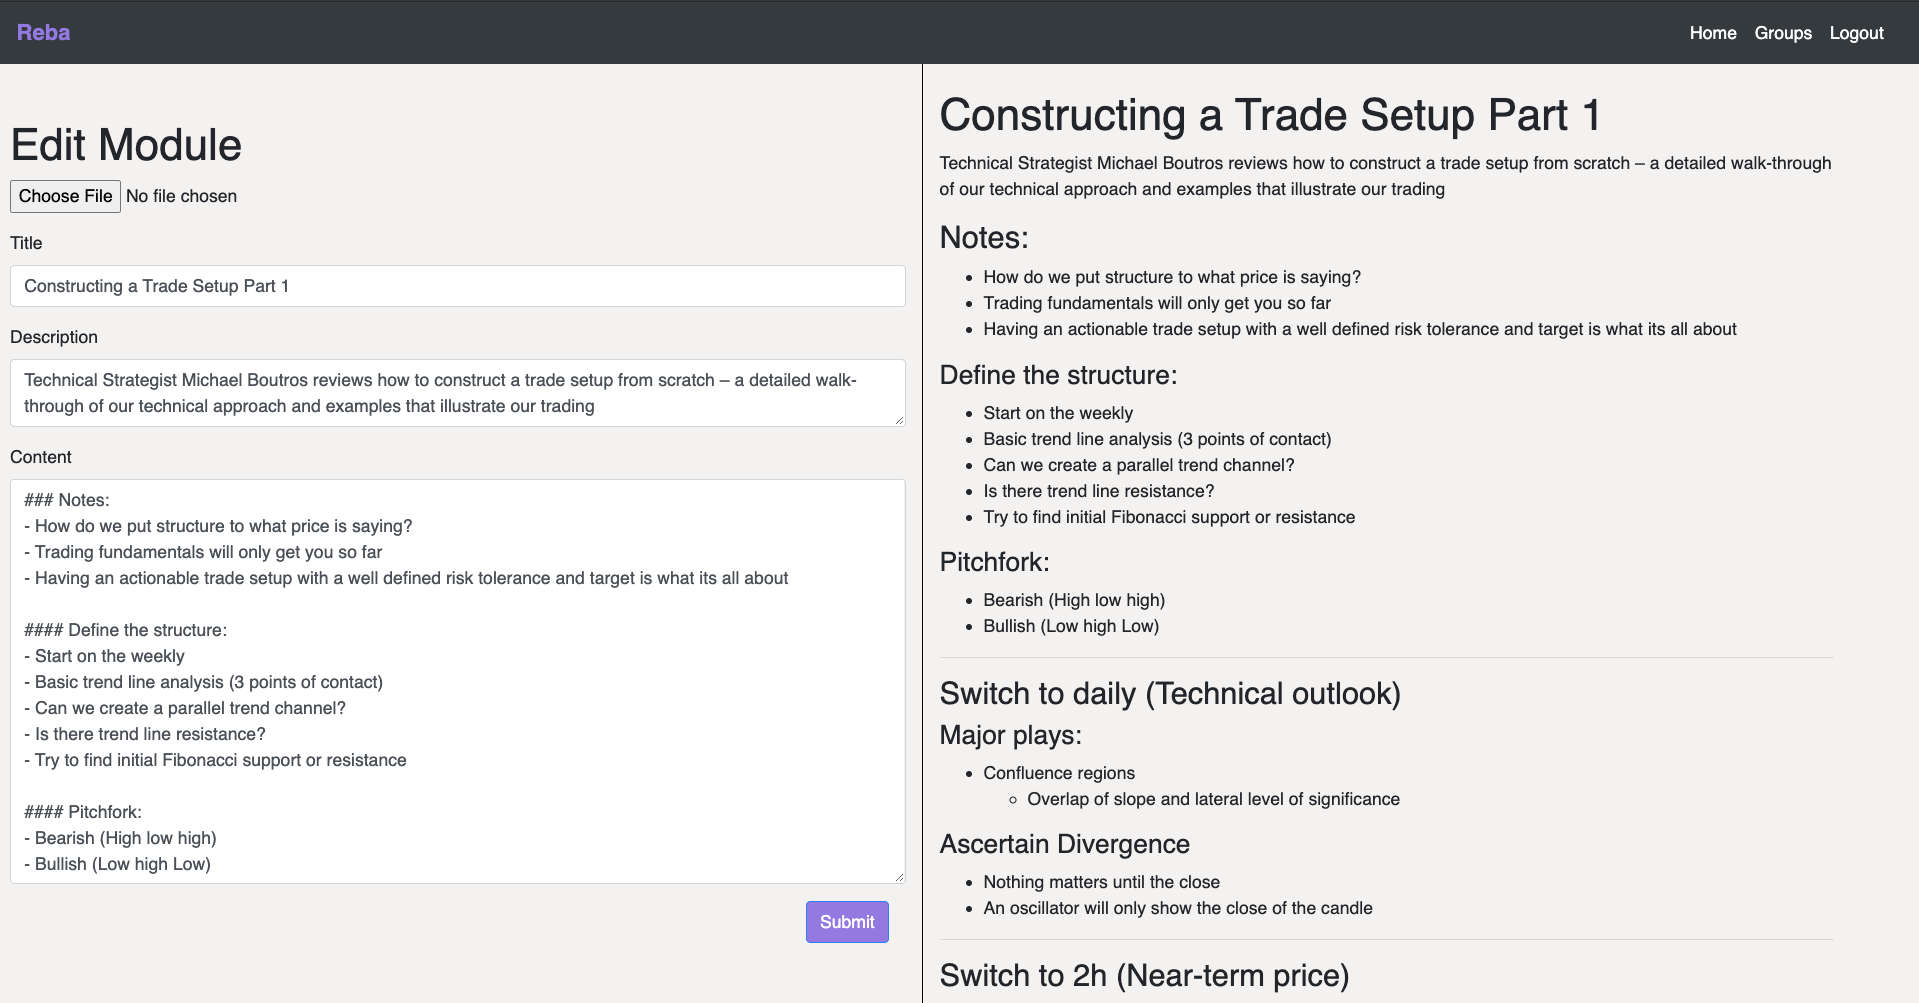 Reba
Home Groups Logout
Edit Module
Choose File No file chosen
Title
Constructing a Trade Setup Part 1
Description
Technical Strategist Michael Boutros reviews how to construct a trade setup from scratch – a detailed walk-
through of our technical approach and examples that illustrate our trading
Content
### Notes:
- How do we put structure to what price is saying?
- Trading fundamentals will only get you so far
- Having an actionable trade setup with a well defined risk tolerance and target is what its all about
#### Define the structure:
- Start on the weekly
- Basic trend line analysis (3 points of contact)
- Can we create a parallel trend channel?
- Is there trend line resistance?
- Try to find initial Fibonacci support or resistance
#### Pitchfork:
- Bearish (High low high)
- Bullish (Low high Low)
Submit
Constructing a Trade Setup Part 1
Technical Strategist Michael Boutros reviews how to construct a trade setup from scratch – a detailed walk-through
of our technical approach and examples that illustrate our trading
Notes:
• How do we put structure to what price is saying?
• Trading fundamentals will only get you so far
• Having an actionable trade setup with a well defined risk tolerance and target is what its all about
Define the structure:
• Start on the weekly
• Basic trend line analysis (3 points of contact)
• Can we create a parallel trend channel?
• Is there trend line resistance?
• Try to find initial Fibonacci support or resistance
Pitchfork:
• Bearish (High low high)
• Bullish (Low high Low)
Switch to daily (Technical outlook)
Major plays:
• Confluence regions
◦ Overlap of slope and lateral level of significance
Ascertain Divergence
• Nothing matters until the close
• An oscillator will only show the close of the candle
Switch to 2h (Near-term price)